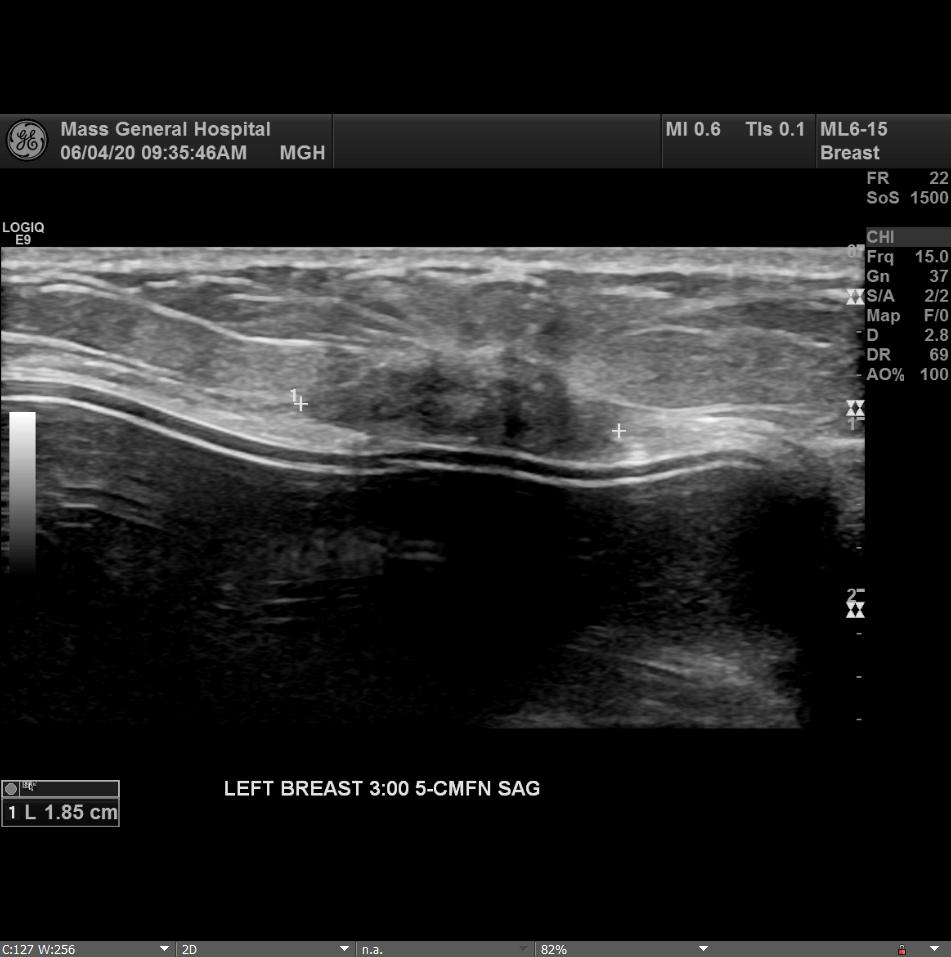 Mass General Hospital
06/04/20 09:35:46AM MGH
MI 0.6 TIs 0.1
ML6-15
Breast
FR 22
SoS 1500
LOGIQ
E9
CHI
Frq 15.0
Gn 37
S/A 2/2
Map F/0
D 2.8
DR 69
AO% 100
0
1
1
2
LEFT BREAST 3:00 5-CMFN SAG
1 L 1.85 cm
C:127 W:256
2D
n.a.
82%